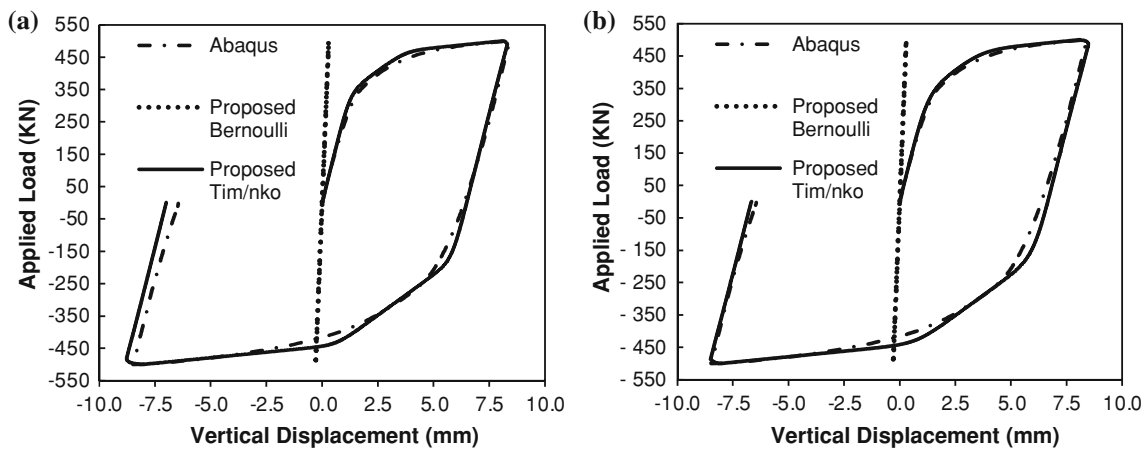 (a)
Applied Load (KN)
550
450
350
250
150
50
-50
-150
-250
-350
-450
-550
Abaqus
Proposed
Bernoulli
Proposed
Tim/nko
-10.0 -7.5 -5.0 -2.5 0.0 2.5 5.0 7.5 10.0
Vertical Displacement (mm)
(b)
Applied Load (KN)
550
450
350
250
150
50
-50
-150
- 250
- 350
- 450
- 550
Abaqus
Proposed
Bernoulli
Proposed
Tim/nko
-10.0 -7.5 -5.0 -2.5 0.0 2.5 5.0 7.5 10.0
Vertical Displacement (mm)